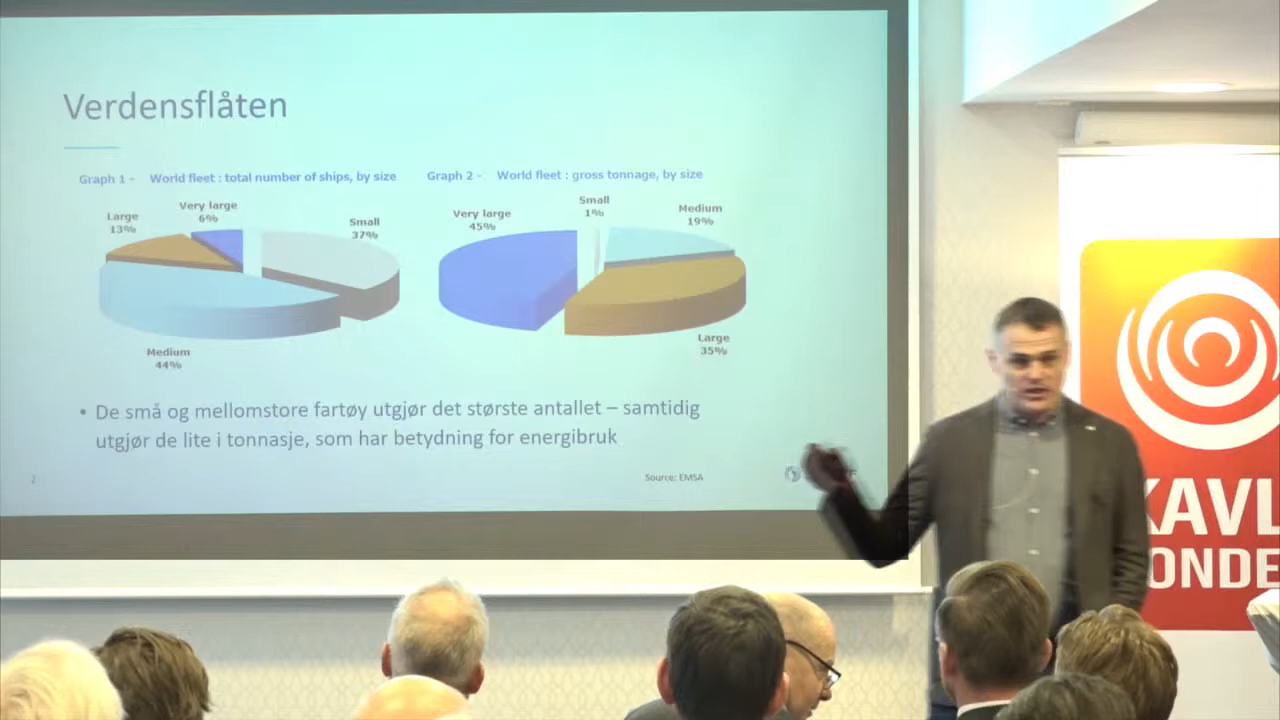 Verdensflåten
Graph 1 - World fleet : total number of ships, by size
Graph 2 - World fleet : gross tonnage, by size
Very large
6%
Large
13%
Small
37%
Medium
44%
Small
1%
Very large
45%
Medium
19%
Large
35%
• De små og mellomstore fartøy utgjør det største antallet – samtidig
utgjør de lite i tonnasje, som har betydning for energibruk
2
Source: EMSA
KAVL
ONDE